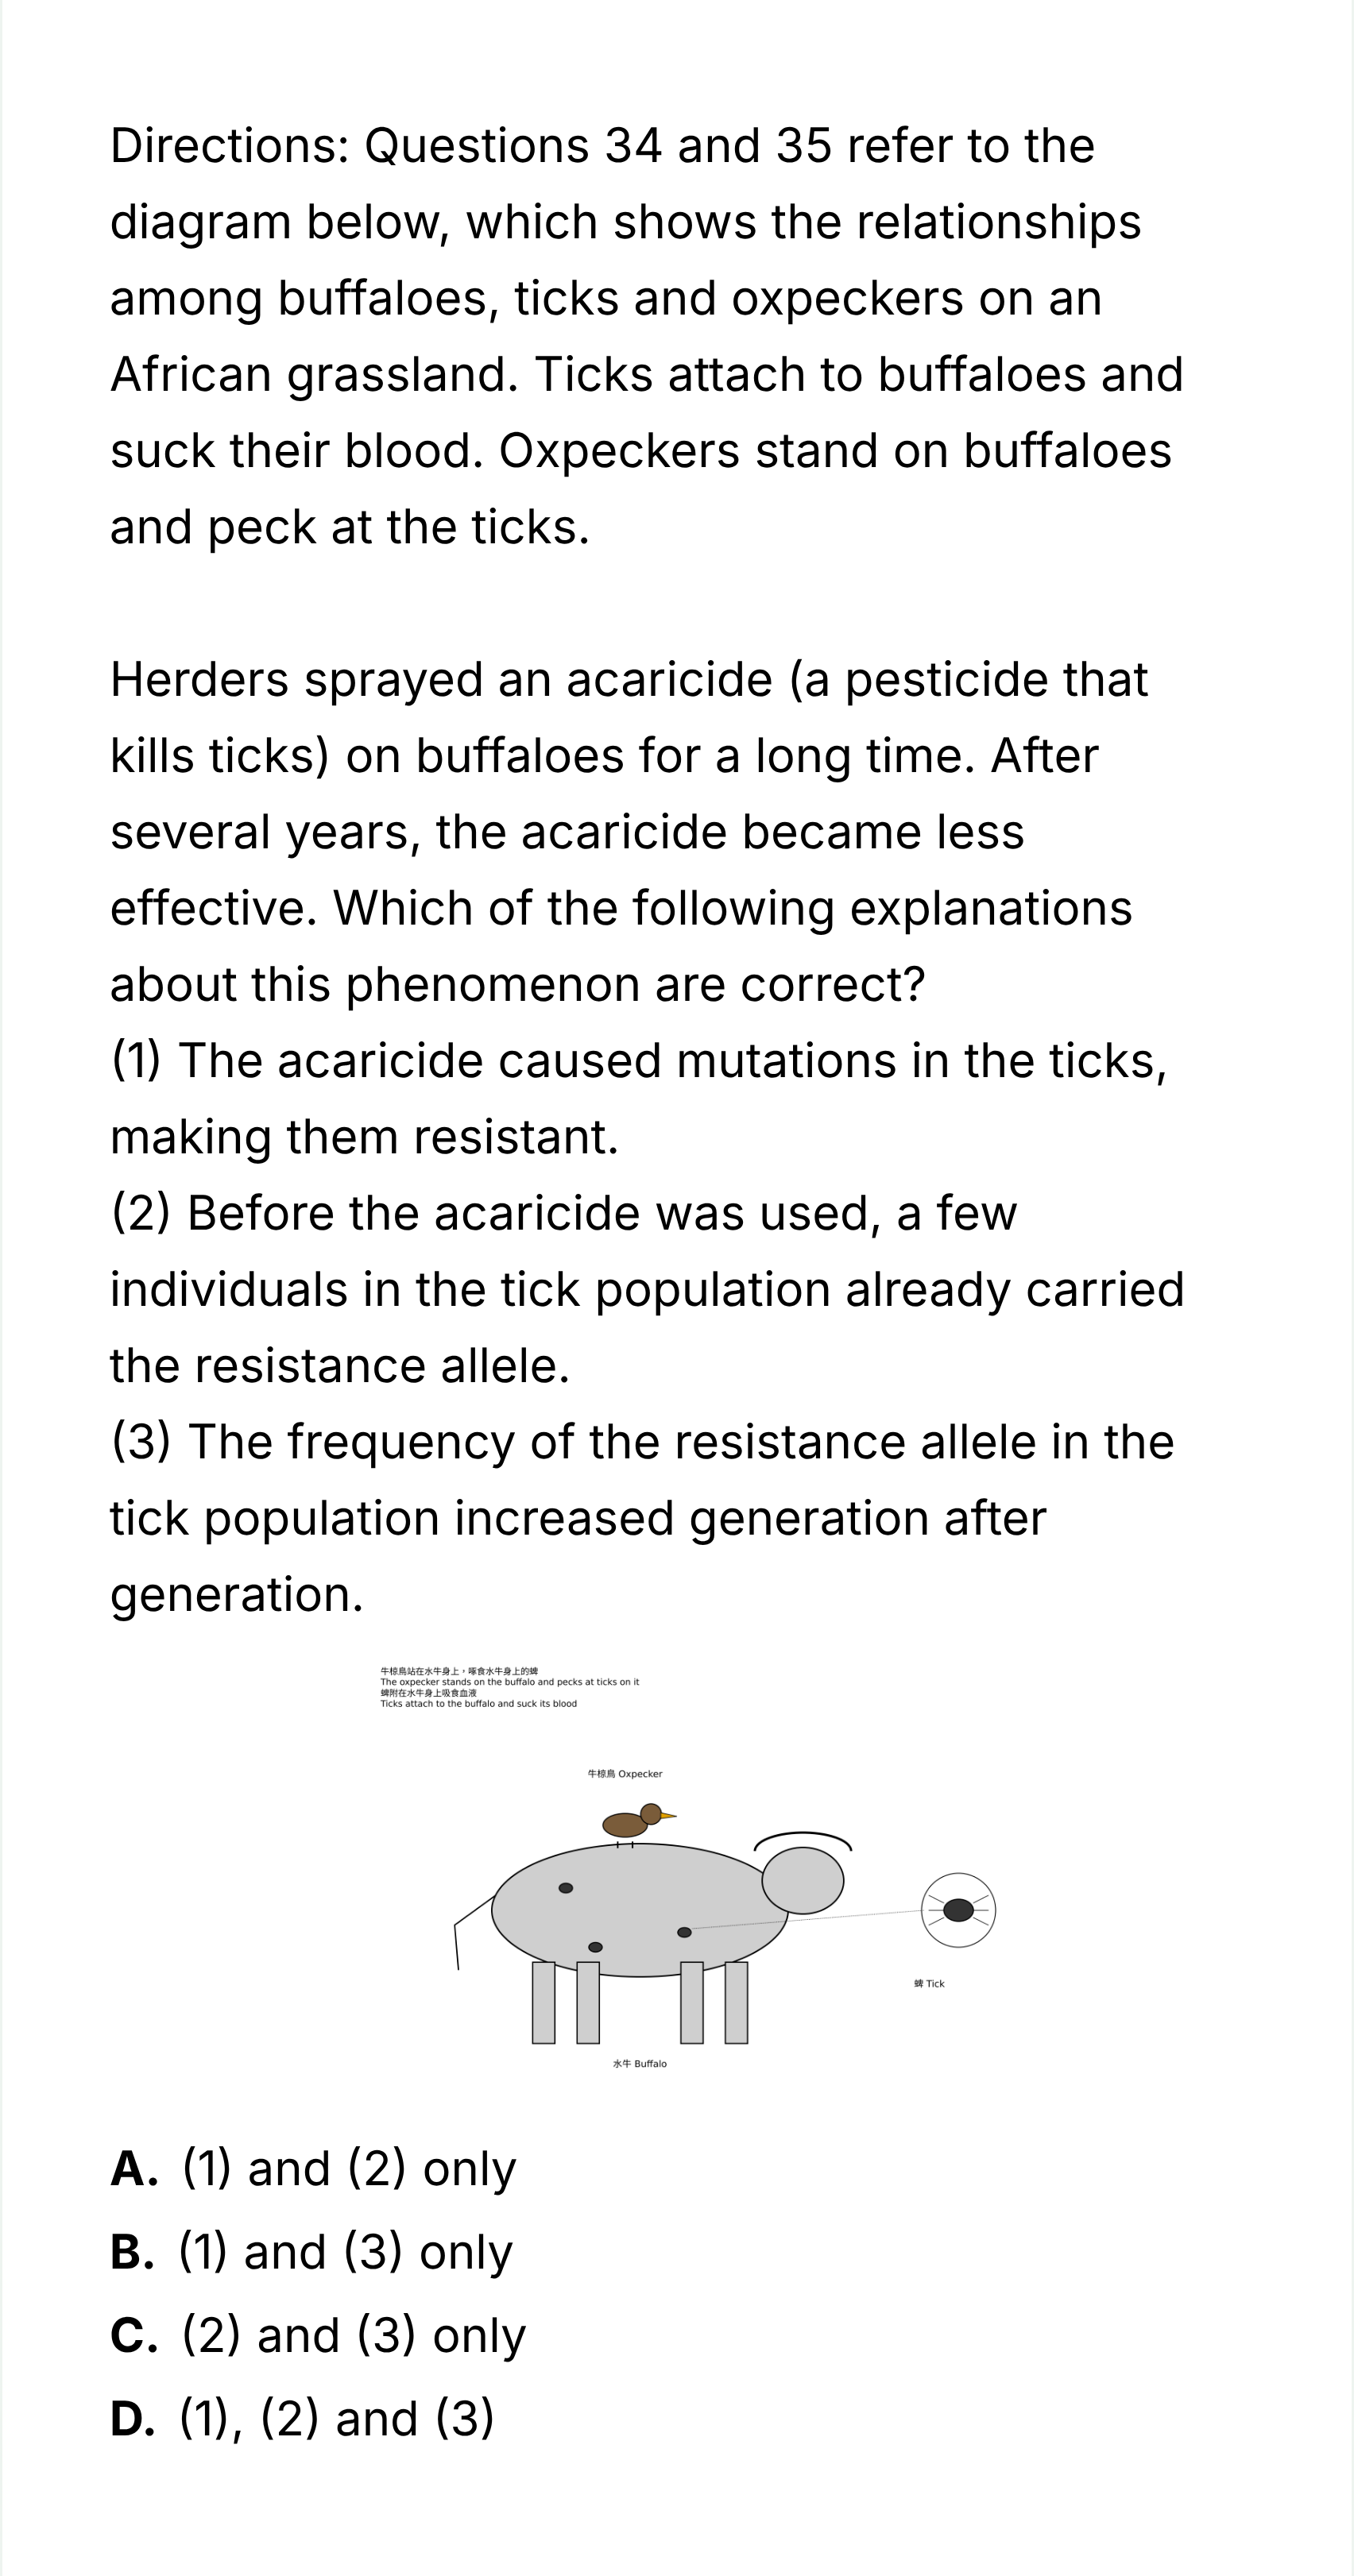 Directions: Questions 34 and 35 refer to the
diagram below, which shows the relationships
among buffaloes, ticks and oxpeckers on an
African grassland. Ticks attach to buffaloes and
suck their blood. Oxpeckers stand on buffaloes
and peck at the ticks.
Herders sprayed an acaricide (a pesticide that
kills ticks) on buffaloes for a long time. After
several years, the acaricide became less
effective. Which of the following explanations
about this phenomenon are correct?
(1) The acaricide caused mutations in the ticks,
making them resistant.
(2) Before the acaricide was used, a few
individuals in the tick population already carried
the resistance allele.
(3) The frequency of the resistance allele in the
tick population increased generation after
generation.
牛椋鳥站在水牛身上，啄食水牛身上的蜱
The oxpecker stands on the buffalo and pecks at ticks on it
蜱附在水牛身上吸食血液
Ticks attach to the buffalo and suck its blood
牛椋鳥 Oxpecker
蜱 Tick
水牛 Buffalo
A. (1) and (2) only
B. (1) and (3) only
C. (2) and (3) only
D. (1), (2) and (3)